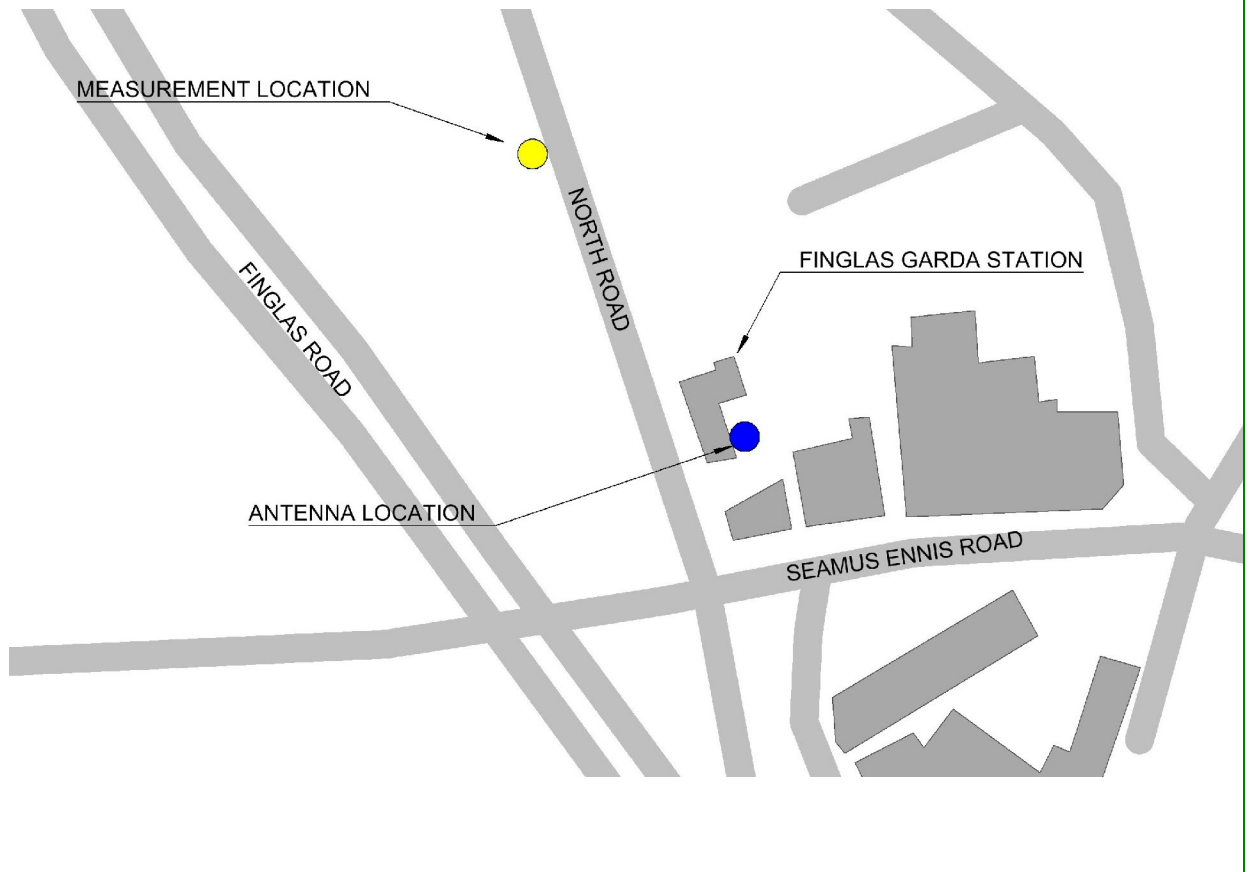 MEASUREMENT LOCATION
NORTH ROAD
FINGLAS GARDA STATION
FINGLAS ROAD
ANTENNA LOCATION
SEAMUS ENNIS ROAD